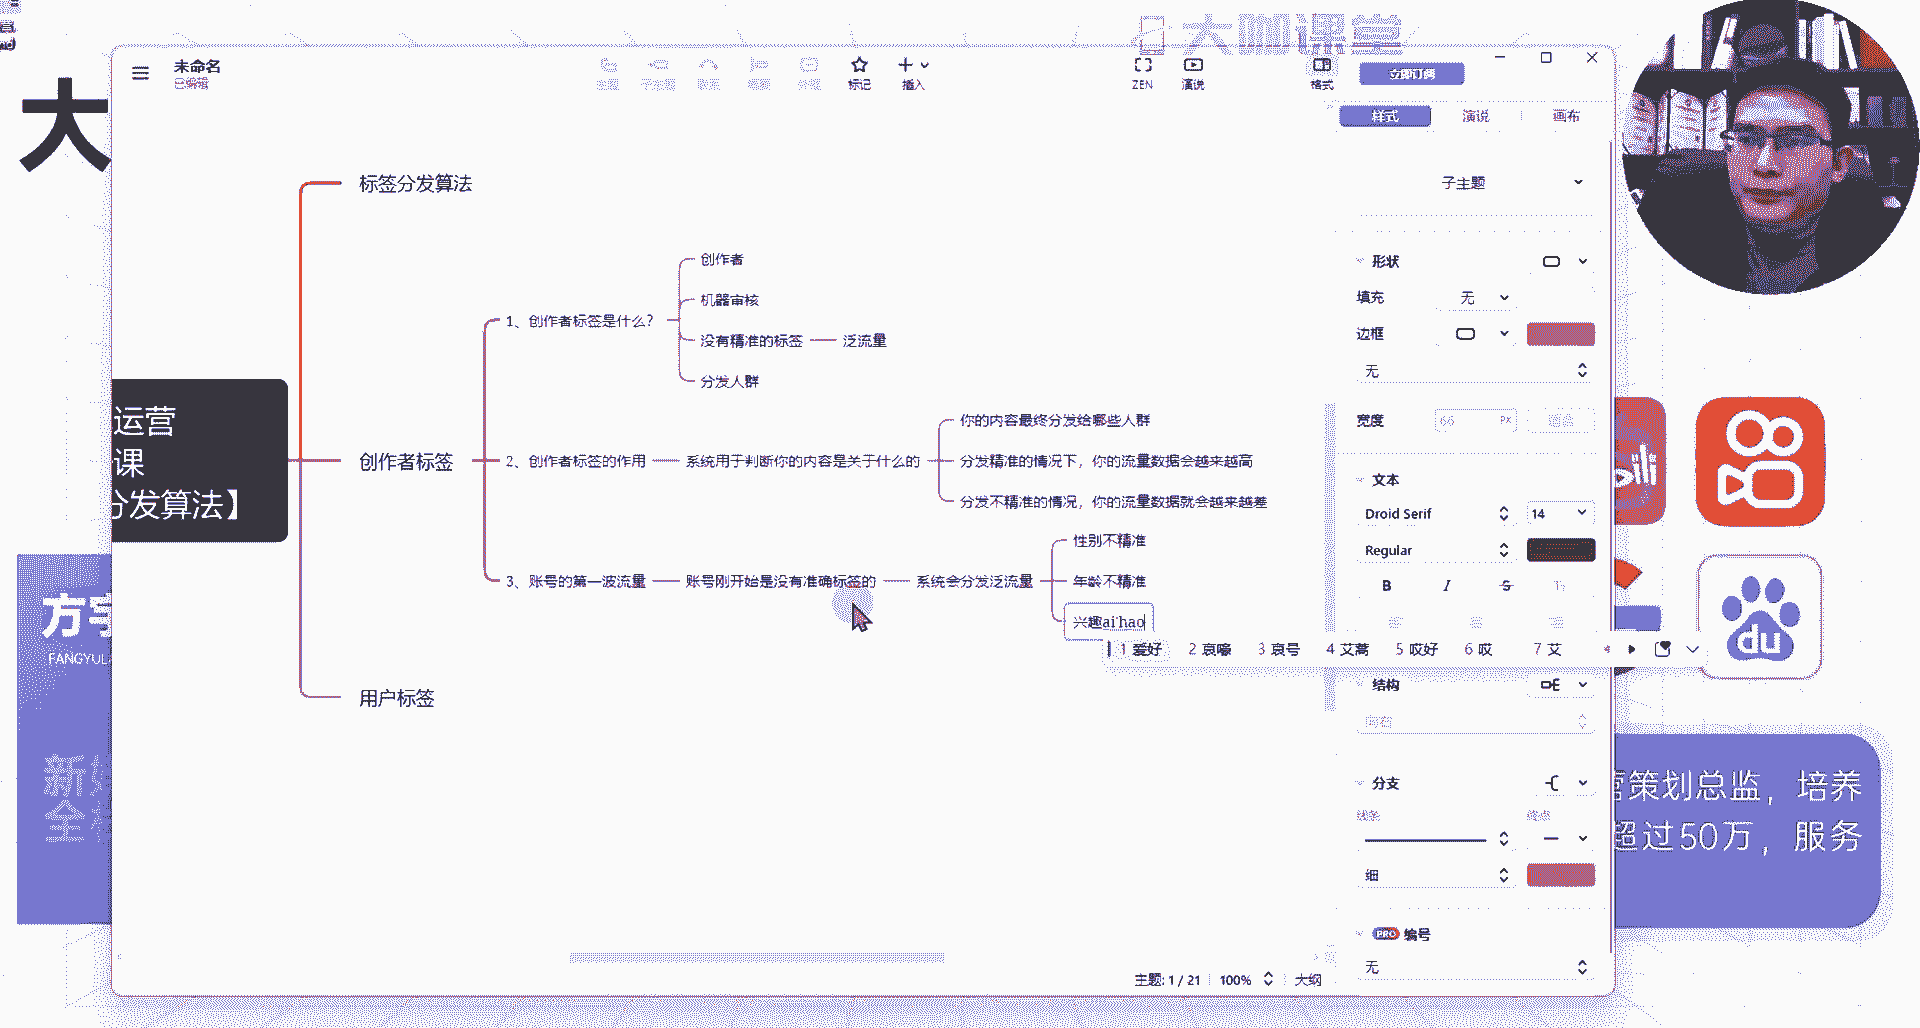 大咖课堂
大
未命名
已编辑
标记
插入
ZEN
演说
格式
立即订阅
样式
演说
画布
标签分发算法
子主题
创作者
机器审核
1、创作者标签是什么?
没有精准的标签
泛流量
分发人群
形状
填充
无
边框
无
宽度
66
PX
运营
课
分发算法】
创作者标签
2、创作者标签的作用
系统用于判断你的内容是关于什么的
你的内容最终分发给哪些人群
分发精准的情况下，你的流量数据会越来越高
分发不精准的情况，你的流量数据就会越来越差
文本
Droid Serif
14
Regular
B
I
S
3、账号的第一波流量
账号刚开始是没有准确标签的
系统会分发泛流量
性别不精准
年龄不精准
兴趣ai'hao
1 爱好
2 哀嚎
3 哀号
4 艾蒿
5 哎好
6 哎
7 艾
du
用户标签
结构
分支
细
PRO 编号
无
方
FANGYU
新
全
营策划总监，培养
超过50万，服务
主题: 1 / 21
100%
大纲